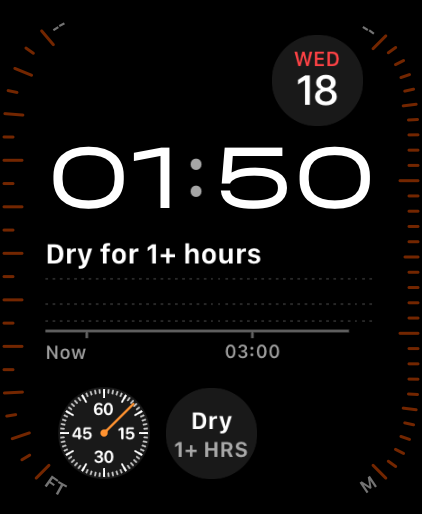 --
--
WED
18
01:50
Dry for 1+ hours
Now
03:00
60
45
15
30
Dry
1+ HRS
FT
M